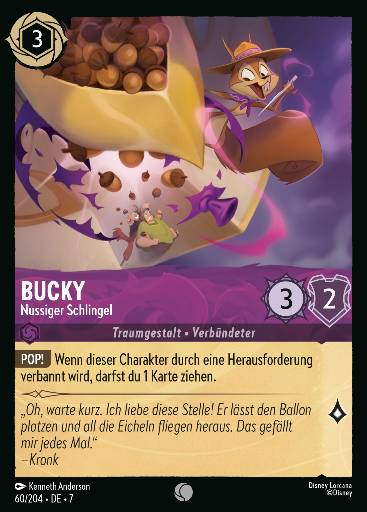 3
BUCKY
Nussiger Schlingel
3
2
Traumgestalt • Verbündeter
POP! Wenn dieser Charakter durch eine Herausforderung
verbannt wird, darfst du 1 Karte ziehen.
„Oh, warte kurz. Ich liebe diese Stelle! Er lässt den Ballon
platzen und all die Eicheln fliegen heraus. Das gefällt
mir jedes Mal.“
–Kronk
Kenneth Anderson
60/204 • DE • 7
Disney Lorcana
©Disney